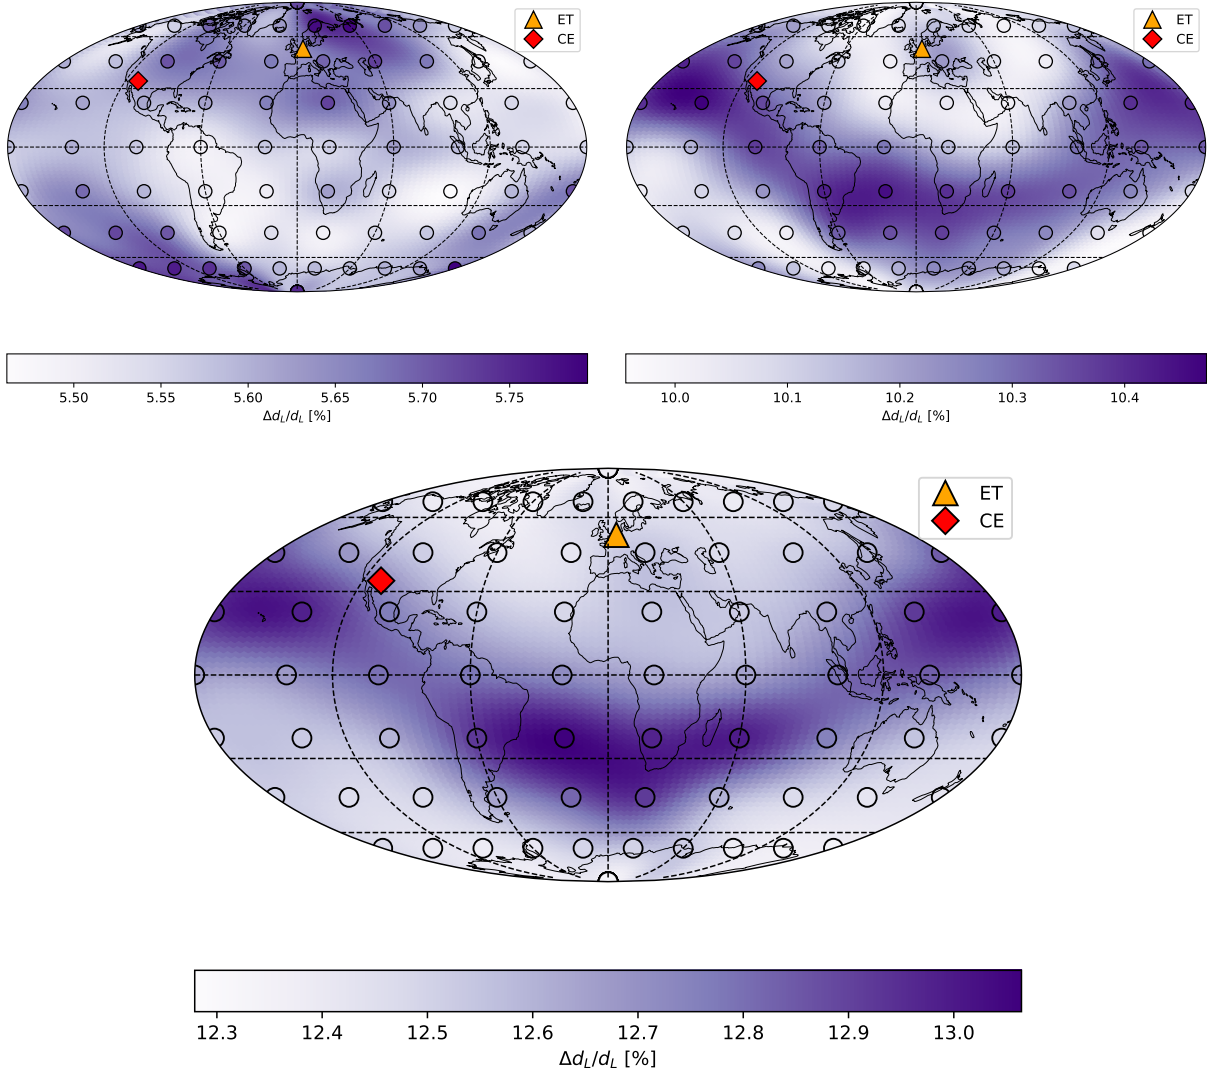 ET
CE
ET
CE
5.50 5.55 5.60 5.65 5.70 5.75
Δd_L/d_L [%]
10.0 10.1 10.2 10.3 10.4
Δd_L/d_L [%]
ET
CE
12.3 12.4 12.5 12.6 12.7 12.8 12.9 13.0
Δd_L/d_L [%]